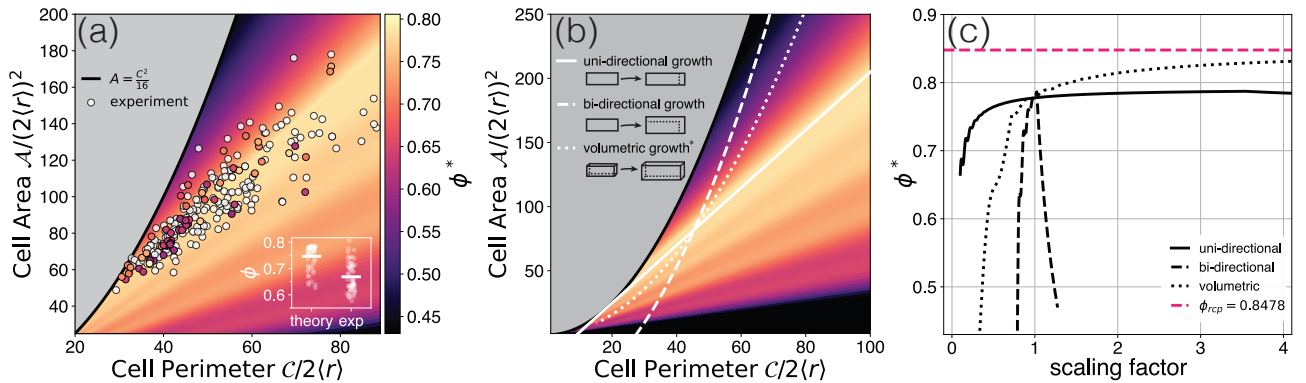 (a)
Cell Area 𝒜/(2⟨r⟩)²
200
180
160
140
120
100
80
60
40
A = C²/16
experiment
ϕ
0.8
0.7
0.6
theory exp
20 40 60 80
Cell Perimeter 𝒞/2⟨r⟩
0.80
0.75
0.70
0.65
0.60
0.55
0.50
0.45
ϕ*
(b)
Cell Area 𝒜/(2⟨r⟩)²
250
200
150
100
50
uni-directional growth
bi-directional growth
volumetric growth*
20 40 60 80 100
Cell Perimeter 𝒞/2⟨r⟩
(c)
ϕ*
0.9
0.8
0.7
0.6
0.5
uni-directional
bi-directional
volumetric
ϕrcp = 0.8478
0 1 2 3 4
scaling factor